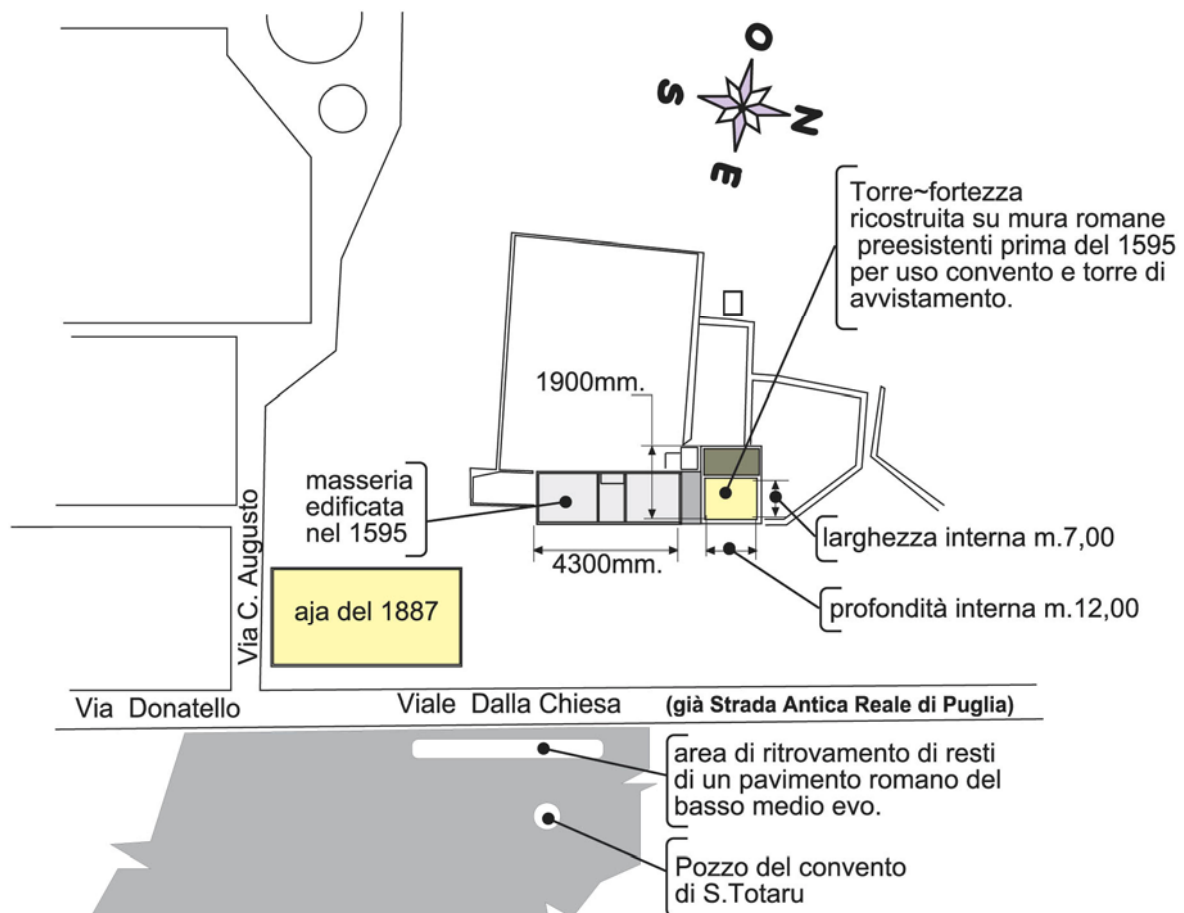 O
S
N
E
Torre~fortezza
ricostruita su mura romane
preesistenti prima del 1595
per uso convento e torre di
avvistamento.
1900mm.
masseria
edificata
nel 1595
4300mm.
larghezza interna m.7,00
profondità interna m.12,00
aja del 1887
Via C. Augusto
Via Donatello
Viale Dalla Chiesa
(già Strada Antica Reale di Puglia)
area di ritrovamento di resti
di un pavimento romano del
basso medio evo.
Pozzo del convento
di S.Totaru